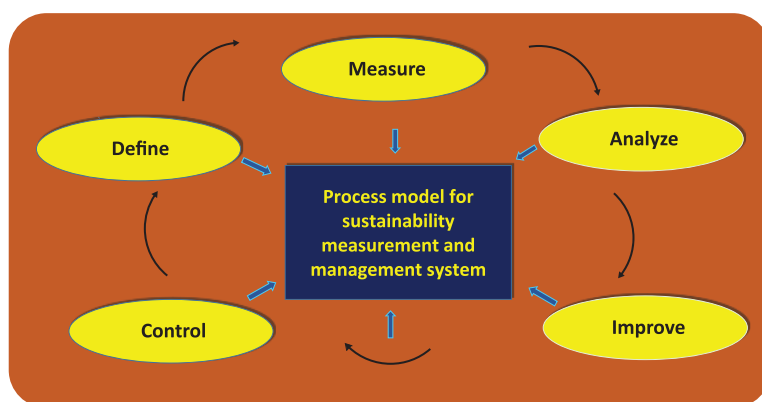 Measure
Define
Analyze
Process model for
sustainability
measurement and
management system
Control
Improve